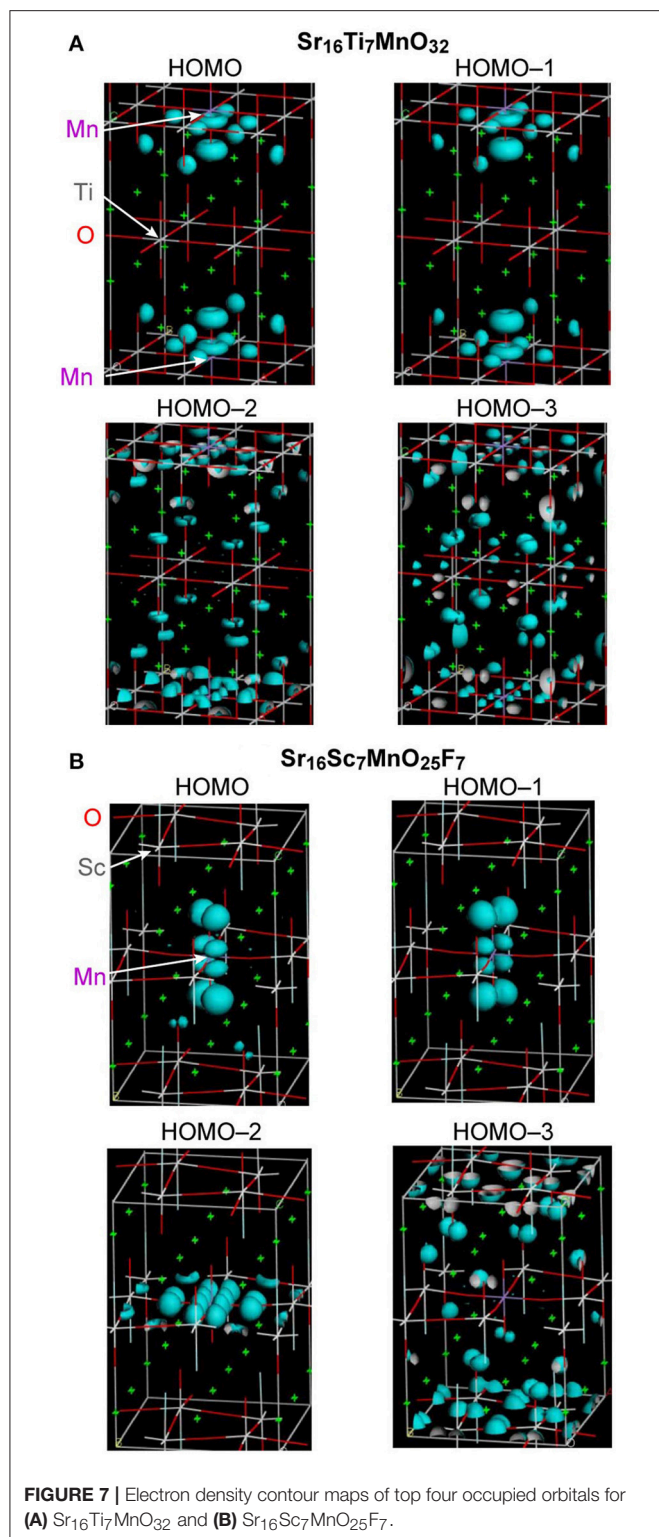 A
Sr16Ti7MnO32
HOMO
HOMO–1
Mn
Ti
O
Mn
HOMO–2
HOMO–3
B
Sr16Sc7MnO25F7
HOMO
HOMO–1
O
Sc
Mn
HOMO–2
HOMO–3
FIGURE 7 | Electron density contour maps of top four occupied orbitals for
(A) Sr16Ti7MnO32 and (B) Sr16Sc7MnO25F7.